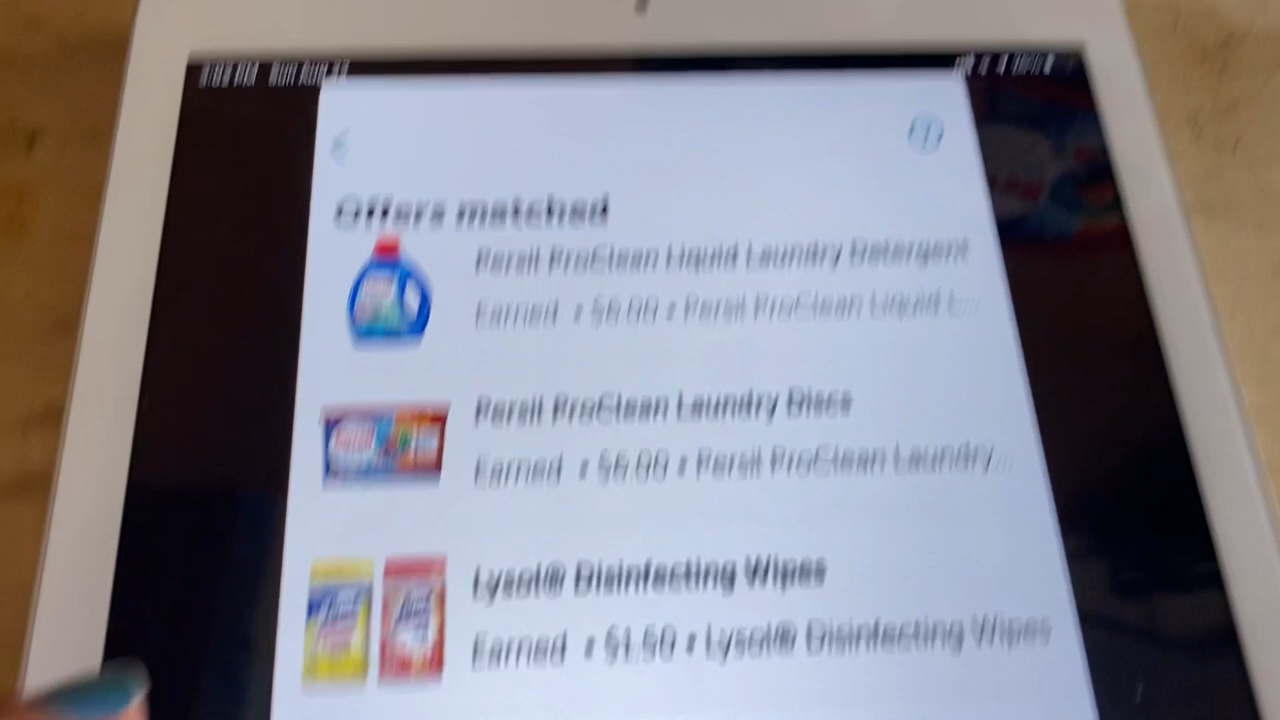 Offers matched
Persil ProClean Liquid Laundry Detergent
Earned • $6.00 • Persil ProClean Liquid L...
Persil ProClean Laundry Discs
Earned • $6.00 • Persil ProClean Laundry...
Lysol® Disinfecting Wipes
Earned • $1.50 • Lysol® Disinfecting Wipes